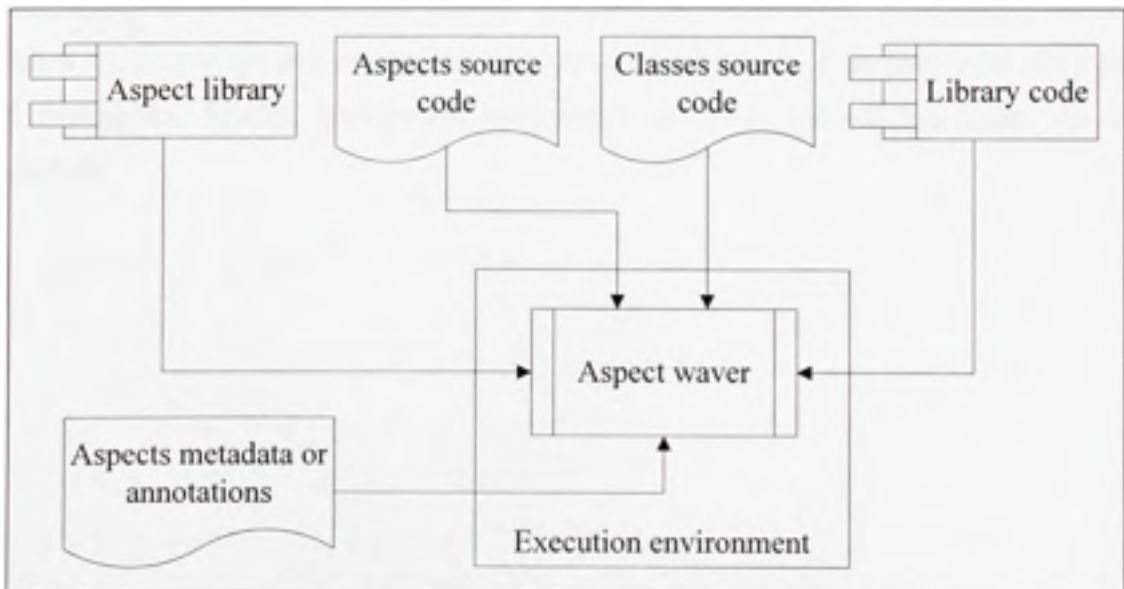 Aspect library
Aspects source
code
Classes source
code
Library code
Aspect waver
Aspects metadata or
annotations
Execution environment